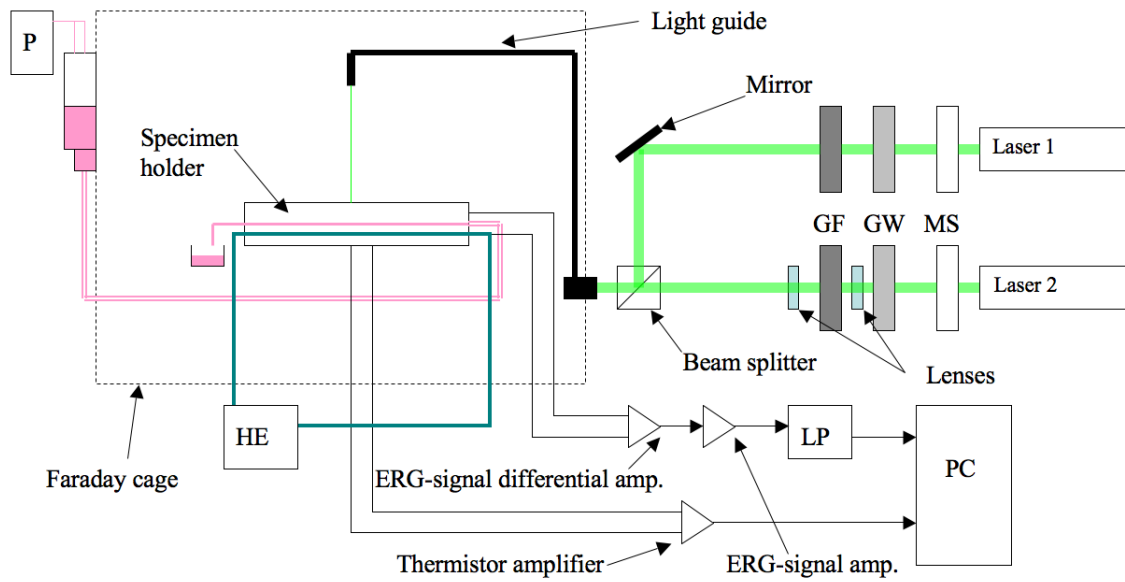 P
Light guide
Mirror
Specimen
holder
Laser 1
GF
GW
MS
Laser 2
Beam splitter
Lenses
HE
LP
PC
Faraday cage
ERG-signal differential amp.
Thermistor amplifier
ERG-signal amp.